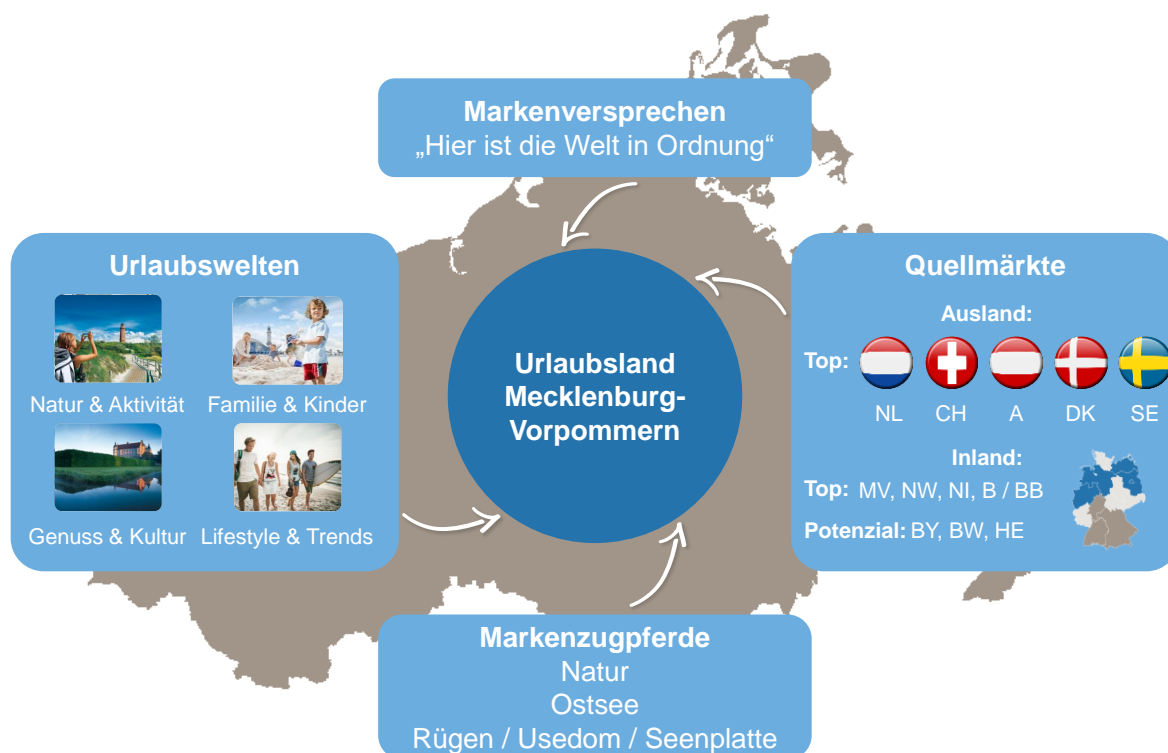 Markenversprechen
„Hier ist die Welt in Ordnung“
Urlaubswelten
Natur & Aktivität Familie & Kinder
Genuss & Kultur Lifestyle & Trends
Urlaubsland
Mecklenburg-
Vorpommern
Quellmärkte
Ausland:
Top:
NL CH A DK SE
Inland:
Top: MV, NW, NI, B / BB
Potenzial: BY, BW, HE
Markenzugpferde
Natur
Ostsee
Rügen / Usedom / Seenplatte